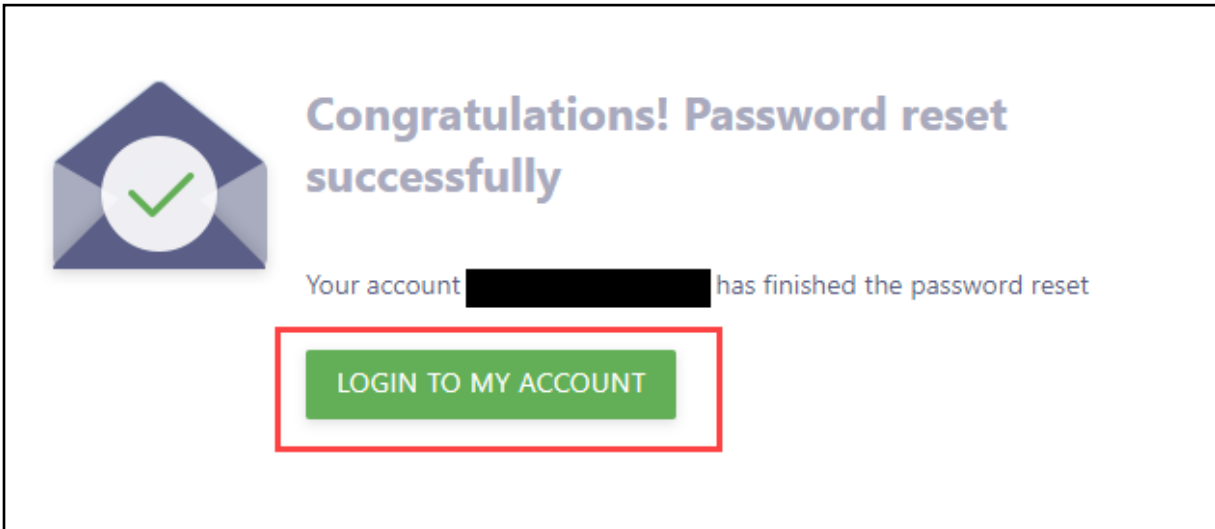 Congratulations! Password reset
successfully
Your account has finished the password reset
LOGIN TO MY ACCOUNT